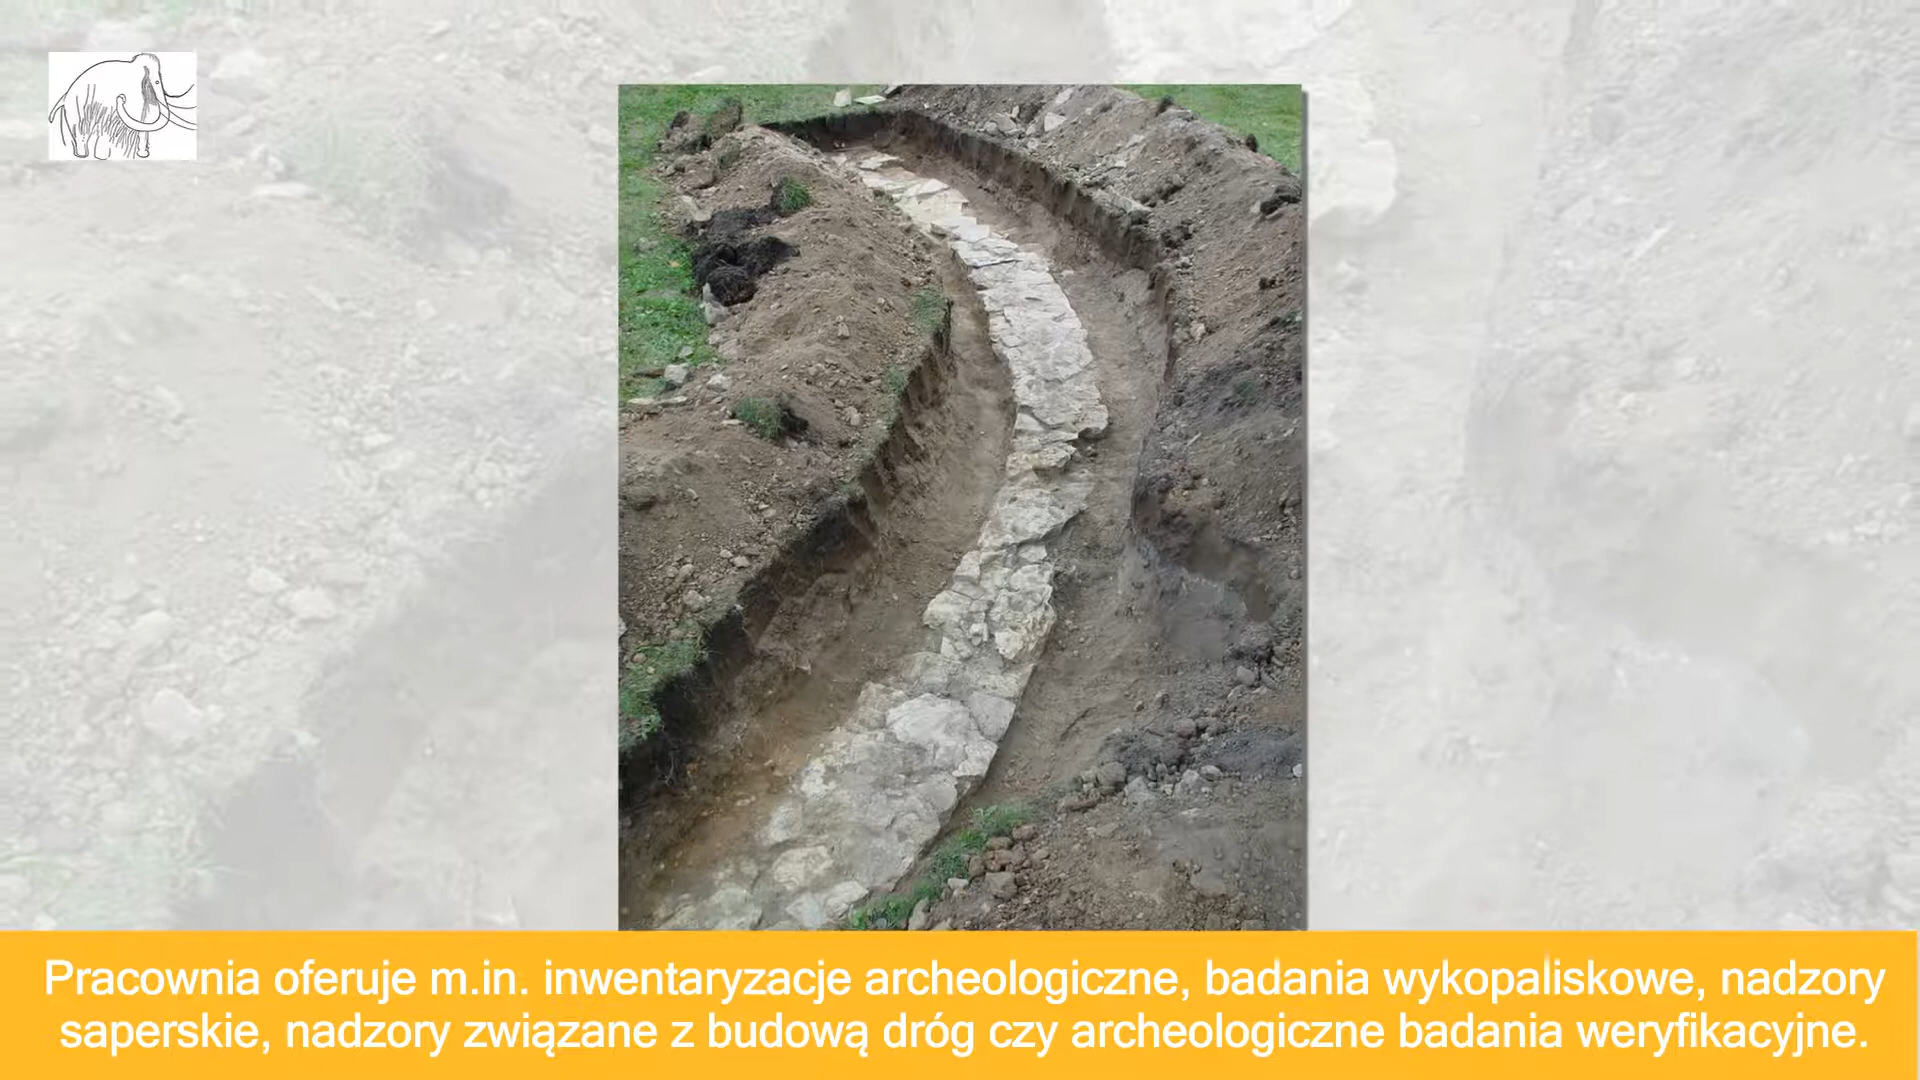 Pracownia oferuje m.in. inwentaryzacje archeologiczne, badania wykopaliskowe, nadzory
saperskie, nadzory związane z budową dróg czy archeologiczne badania weryfikacyjne.